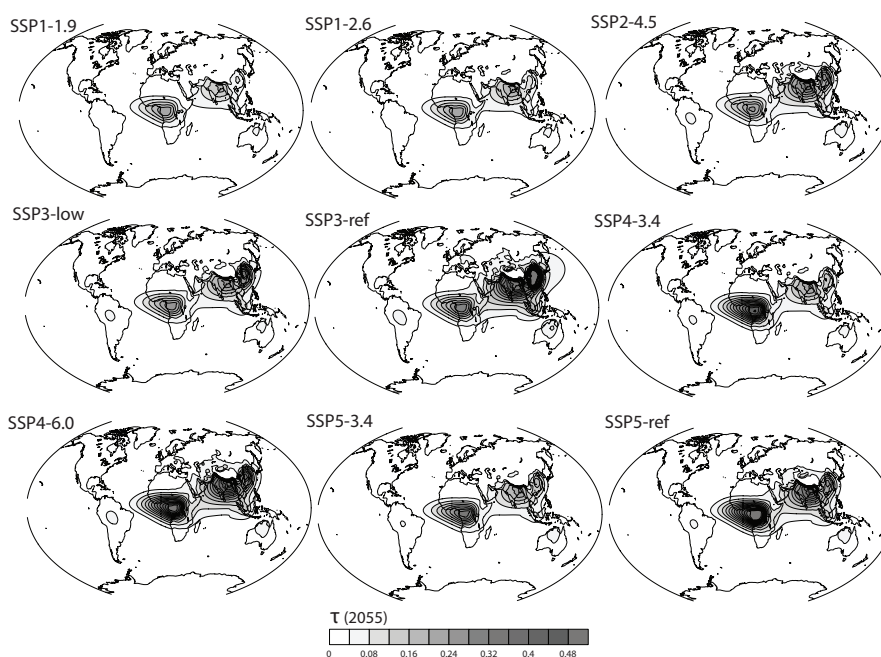 SSP1-1.9
SSP1-2.6
SSP2-4.5
SSP3-low
SSP3-ref
SSP4-3.4
SSP4-6.0
SSP5-3.4
SSP5-ref
τ (2055)
0 0.08 0.16 0.24 0.32 0.4 0.48